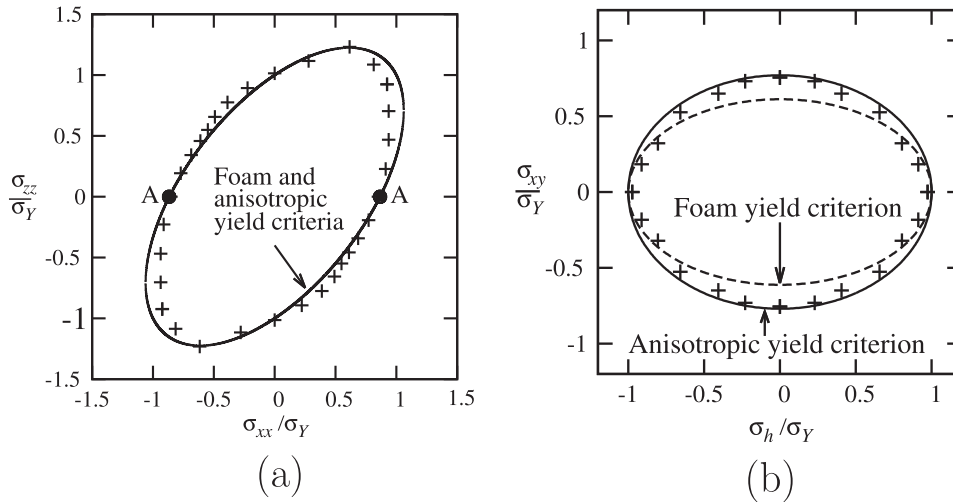 1.5
1
0.5
0
-0.5
-1
-1.5
σzz
σY
A
A
Foam and
anisotropic
yield criteria
-1.5 -1 -0.5 0 0.5 1 1.5
σxx /σY
(a)
1
0.5
0
-0.5
-1
σxy
σY
Foam yield criterion
Anisotropic yield criterion
-1 -0.5 0 0.5 1
σh /σY
(b)